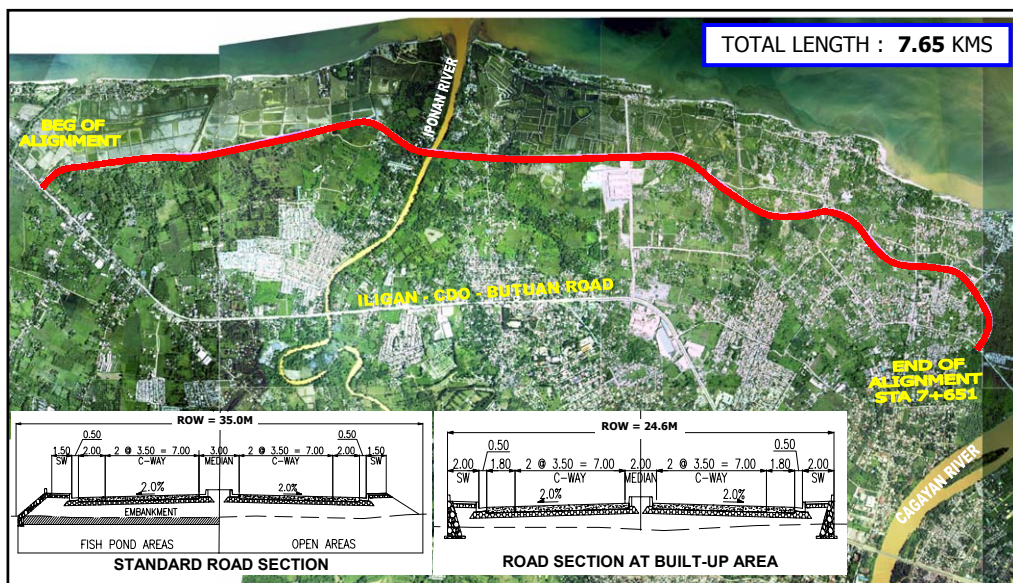 TOTAL LENGTH : 7.65 KMS
BEG OF
ALIGNMENT
IPONAN RIVER
ILIGAN - CDO - BUTUAN ROAD
END OF
ALIGNMENT
STA 7+651
CAGAYAN RIVER
ROW = 35.0M
0.50 0.50
1.50 2.00 2 @ 3.50 = 7.00 3.00 2 @ 3.50 = 7.00 2.00 1.50
SW C-WAY MEDIAN C-WAY SW
2.0% 2.0%
EMBANKMENT
FISH POND AREAS OPEN AREAS
STANDARD ROAD SECTION
ROW = 24.6M
0.50 0.50
2.00 1.80 2 @ 3.50 = 7.00 2.00 2 @ 3.50 = 7.00 1.80 2.00
SW C-WAY MEDIAN C-WAY SW
2.0% 2.0%
ROAD SECTION AT BUILT-UP AREA